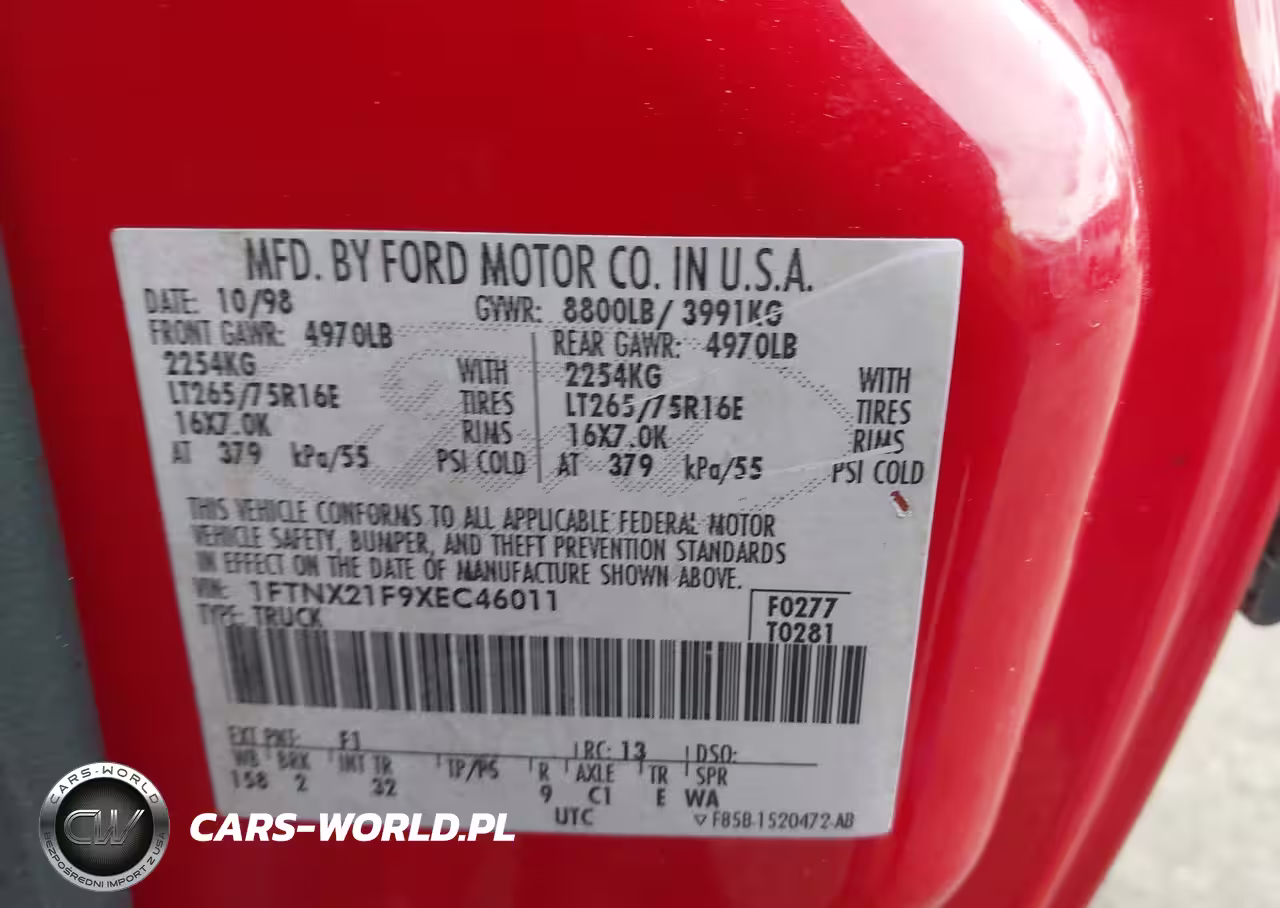 MFD. BY FORD MOTOR CO. IN U.S.A.
DATE: 10/98 GVWR: 8800LB/ 3991KG
FRONT GAWR: 4970LB REAR GAWR: 4970LB
2254KG WITH 2254KG WITH
LT265/75R16E TIRES LT265/75R16E TIRES
16X7.0K RIMS 16X7.0K RIMS
AT 379 kPa/55 PSI COLD AT 379 kPa/55 PSI COLD
THIS VEHICLE CONFORMS TO ALL APPLICABLE FEDERAL MOTOR
VEHICLE SAFETY, BUMPER, AND THEFT PREVENTION STANDARDS
IN EFFECT ON THE DATE OF MANUFACTURE SHOWN ABOVE.
VIN: 1FTNX21F9XEC46011 F0277
TYPE: TRUCK T0281
EXT PNT: F1 RC: 13 DSO:
WB BRK INT TR TP/PS R AXLE TR SPR
158 2 32 9 C1 E WA
UTC F85B-1520472-AB
CARS-WORLD
CW
BEZPOŚREDNI IMPORT Z USA
CARS-WORLD.PL